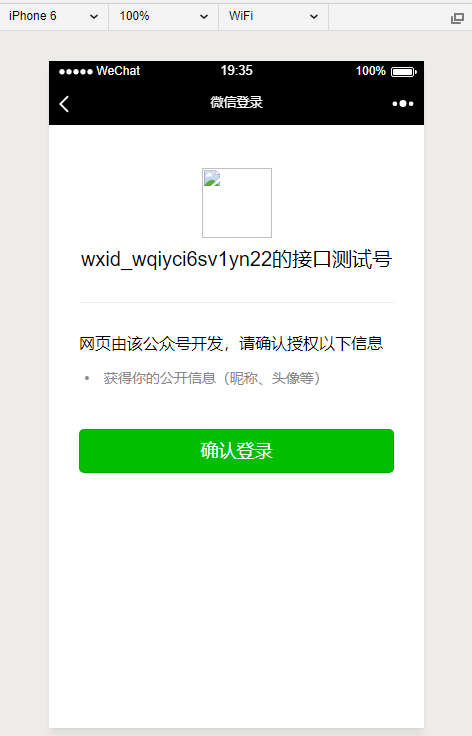 iPhone 6 100% WiFi
WeChat 19:35 100%
微信登录
wxid_wqiyci6sv1yn22的接口测试号
网页由该公众号开发，请确认授权以下信息
• 获得你的公开信息（昵称、头像等）
确认登录